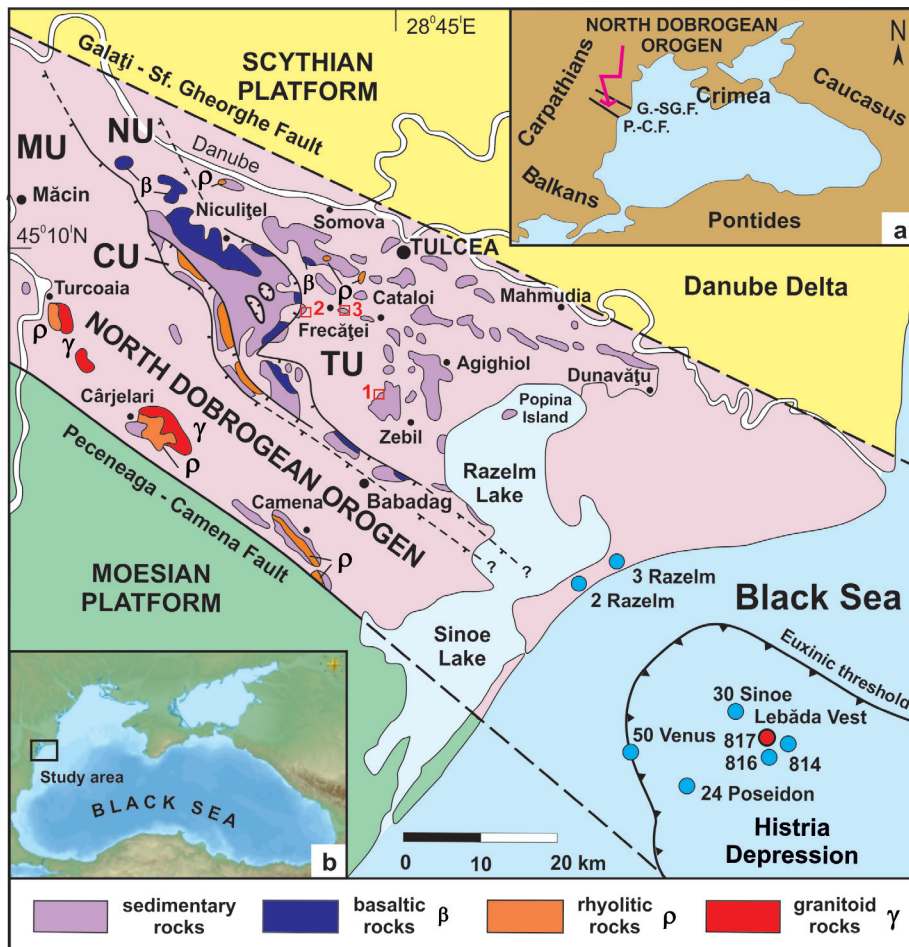 28°45'E
SCYTHIAN
PLATFORM
Galaţi - Sf. Gheorghe Fault
NU
MU
Danube
Măcin
β
ρ
Niculiţel
Somova
45°10'N
TULCEA
CU
Turcoaia
β
ρ
Cataloi
Mahmudia
Danube Delta
2
3
Frecăţei
ρ
γ
TU
Agighiol
Dunavăţu
NORTH DOBROGEAN OROGEN
1
Popina
Island
Cârjelari
γ
Zebil
ρ
Razelm
Lake
Peceneaga - Camena Fault
Camena
Babadag
ρ
?
?
MOESIAN
PLATFORM
3 Razelm
2 Razelm
Black Sea
Sinoe
Lake
Euxinic threshold
30 Sinoe
Lebăda Vest
50 Venus
817
816
814
24 Poseidon
Histria
Depression
0
10
20 km
NORTH DOBROGEAN
OROGEN
N
Carpathians
Crimea
Caucasus
G.-SG.F.
P.-C.F.
Balkans
Pontides
a
Study area
BLACK SEA
b
sedimentary
rocks
basaltic
rocks β
rhyolitic
rocks ρ
granitoid
rocks γ